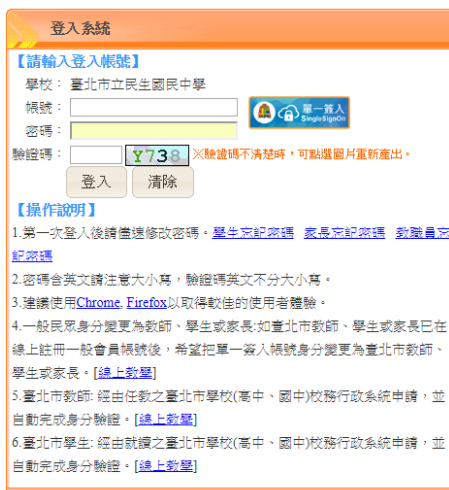 登入系統
【請輸入登入帳號】
學校： 臺北市立民生國民中學
帳號：
單一簽入
SingleSignOn
密碼：
驗證碼： Y738 ※驗證碼不清楚時，可點選圖片重新產出。
登入 清除
【操作說明】
1.第一次登入後請儘速修改密碼。學生忘記密碼 家長忘記密碼 教職員忘
記密碼
2.密碼含英文請注意大小寫，驗證碼英文不分大小寫。
3.建議使用Chrome, Firefox以取得較佳的使用者體驗。
4.一般民眾身分變更為教師、學生或家長:如臺北市教師、學生或家長已在
線上註冊一般會員帳號後，希望把單一簽入帳號身分變更為臺北市教師、
學生或家長。[線上教學]
5.臺北市教師: 經由任教之臺北市學校(高中、國中)校務行政系統申請，並
自動完成身分驗證。[線上教學]
6.臺北市學生: 經由就讀之臺北市學校(高中、國中)校務行政系統申請，並
自動完成身分驗證。[線上教學]